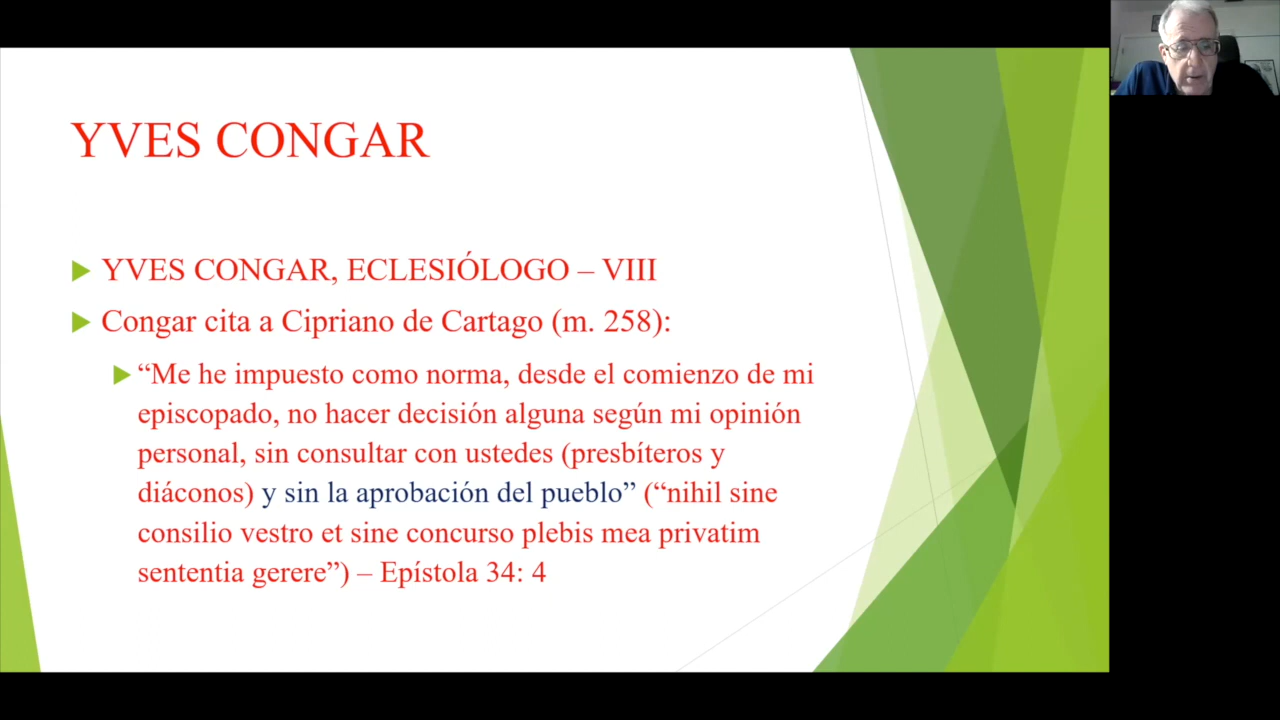 YVES CONGAR
YVES CONGAR, ECLESIÓLOGO – VIII
Congar cita a Cipriano de Cartago (m. 258):
“Me he impuesto como norma, desde el comienzo de mi
episcopado, no hacer decisión alguna según mi opinión
personal, sin consultar con ustedes (presbíteros y
diáconos) y sin la aprobación del pueblo” (“nihil sine
consilio vestro et sine concurso plebis mea privatim
sententia gerere”) – Epístola 34: 4